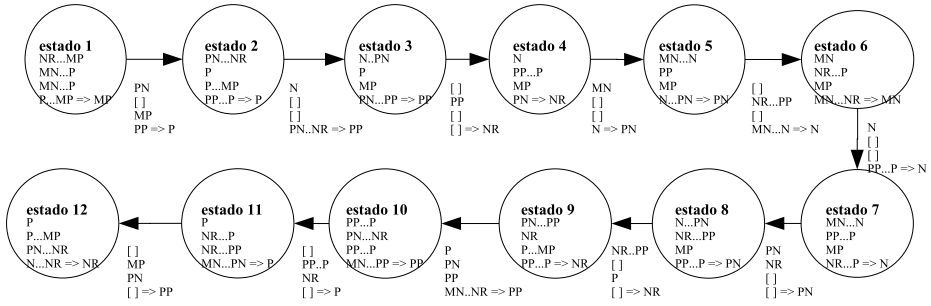 estado 1
NR...MP
MN...P
MN...P
P...MP => MP
PN
[ ]
MP
PP => P
estado 2
PN...NR
P
P...MP
PP...P => P
N
[ ]
[ ]
PN..NR => PP
estado 3
N..PN
P
MP
PN...PP => PP
[ ]
PP
[ ]
[ ] => NR
estado 4
N
PP...P
MP
PN => NR
MN
[ ]
[ ]
N => PN
estado 5
MN...N
PP
MP
N...PN => PN
[ ]
NR...PP
[ ]
MN...N => N
estado 6
MN
NR...P
MP
MN...NR => MN
N
[ ]
[ ]
PP...P => N
estado 12
P
P...MP
PN...NR
N...NR => NR
[ ]
MP
PN
[ ] => PP
estado 11
P
NR...P
NR...PP
MN...PN => P
[ ]
PP..P
NR
[ ] => P
estado 10
PP...P
PN...NR
PP...P
MN...PP => PP
P
PN
PP
MN..NR => PP
estado 9
PN...PP
NR
P...MP
PP...P => NR
NR..PP
[ ]
P
[ ] => NR
estado 8
N...PN
NR...PP
MP
PP...P => PN
PN
NR
[ ]
[ ] => PN
estado 7
MN...N
PP...P
MP
NR...P => N